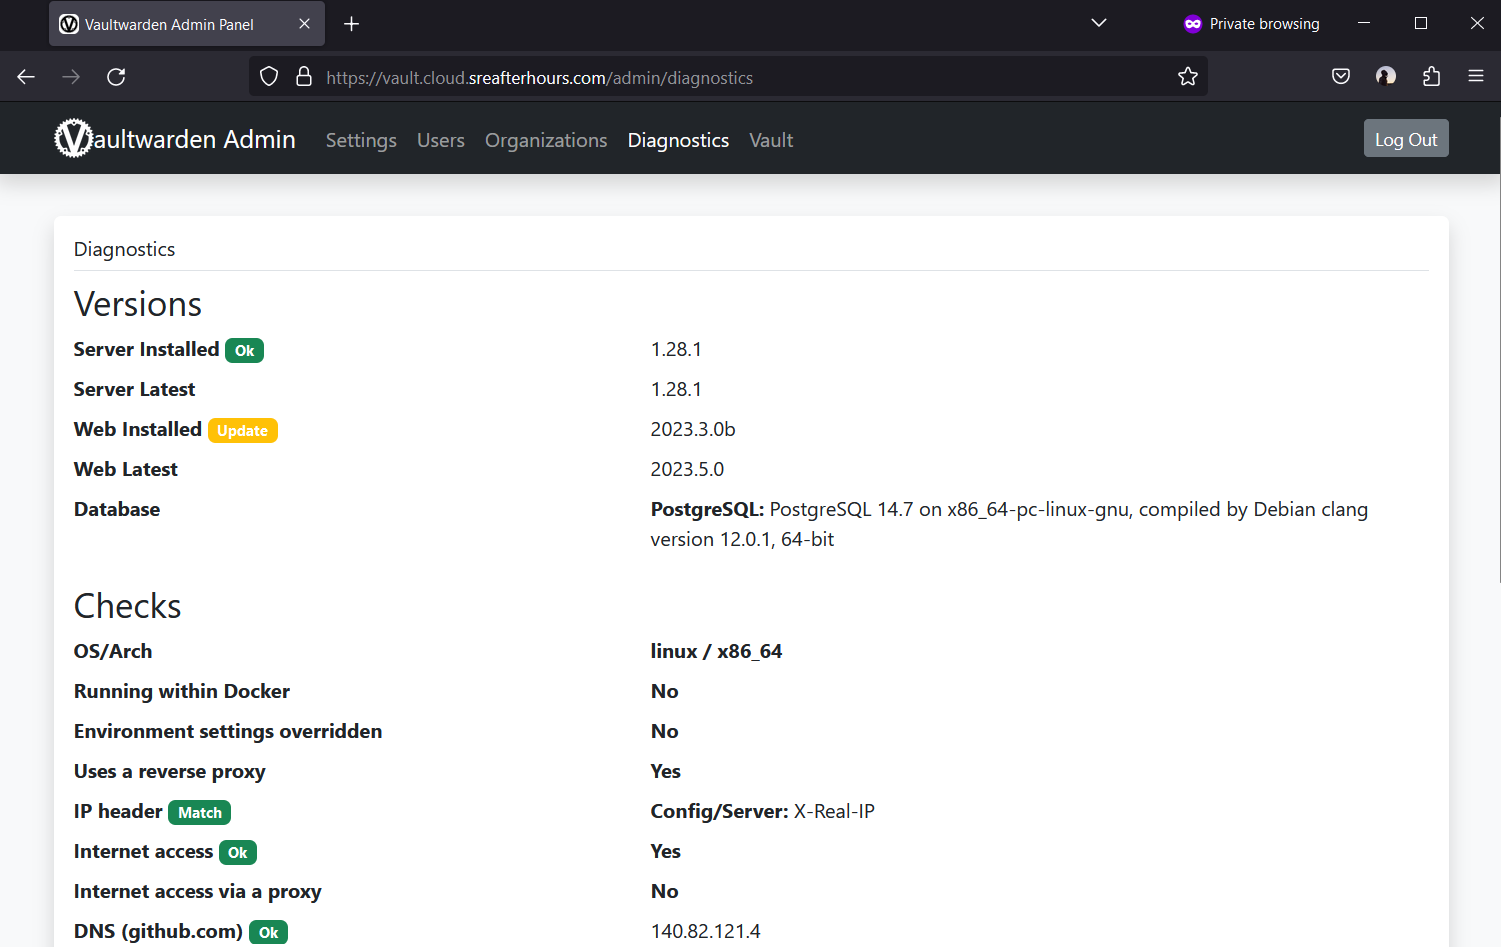 Vaultwarden Admin Panel
Private browsing
https://vault.cloud.sreafterhours.com/admin/diagnostics
Vaultwarden Admin Settings Users Organizations Diagnostics Vault Log Out
Diagnostics
Versions
Server Installed Ok 1.28.1
Server Latest 1.28.1
Web Installed Update 2023.3.0b
Web Latest 2023.5.0
Database PostgreSQL: PostgreSQL 14.7 on x86_64-pc-linux-gnu, compiled by Debian clang
version 12.0.1, 64-bit
Checks
OS/Arch linux / x86_64
Running within Docker No
Environment settings overridden No
Uses a reverse proxy Yes
IP header Match Config/Server: X-Real-IP
Internet access Ok Yes
Internet access via a proxy No
DNS (github.com) Ok 140.82.121.4